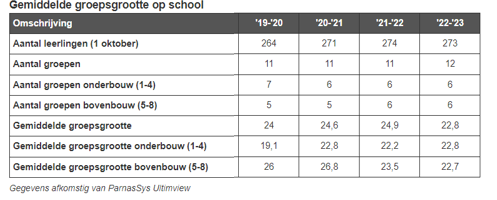 Gemiddelde groepsgrootte op school
Omschrijving '19-'20 '20-'21 '21-'22 '22-'23
Aantal leerlingen (1 oktober) 264 271 274 273
Aantal groepen 11 11 11 12
Aantal groepen onderbouw (1-4) 7 6 6 6
Aantal groepen bovenbouw (5-8) 5 5 6 6
Gemiddelde groepsgrootte 24 24,6 24,9 22,8
Gemiddelde groepsgrootte onderbouw (1-4) 19,1 22,8 22,2 22,8
Gemiddelde groepsgrootte bovenbouw (5-8) 26 26,8 23,5 22,7
Gegevens afkomstig van ParnasSys Ultimview